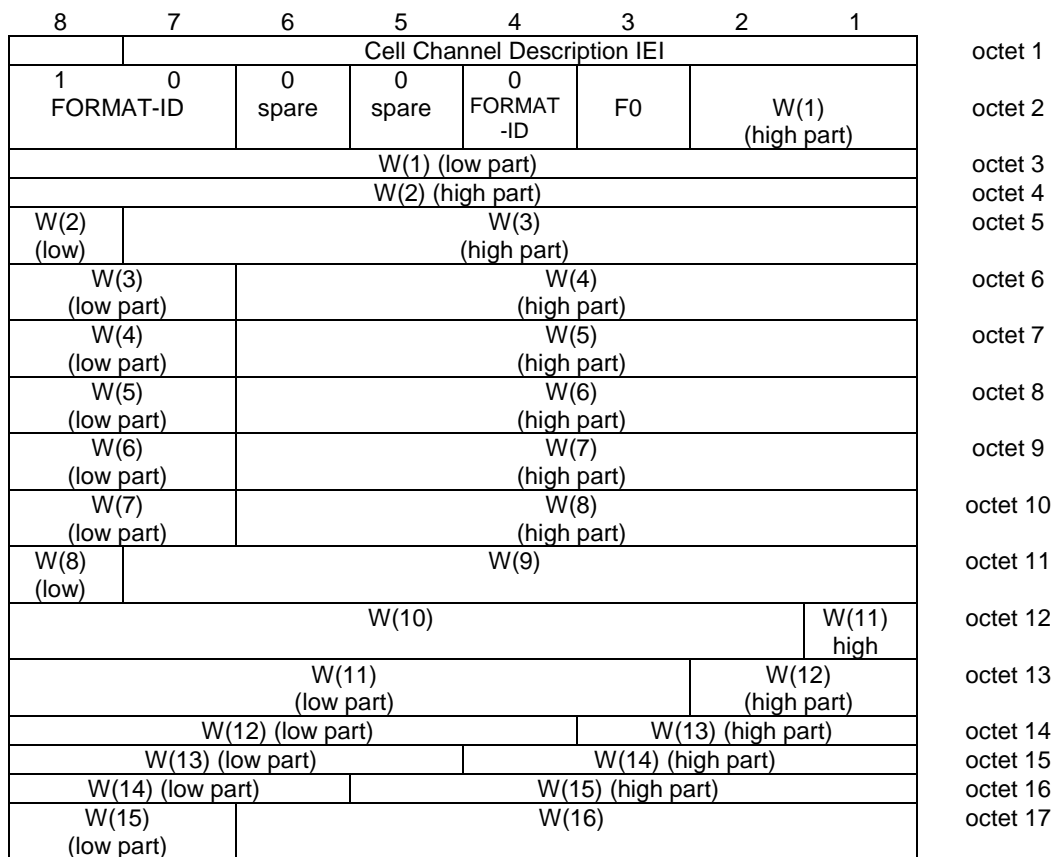 8 7 6 5 4 3 2 1
Cell Channel Description IEI octet 1
1 0 0 0 0
FORMAT-ID spare spare FORMAT F0 W(1) octet 2
-ID (high part)
W(1) (low part) octet 3
W(2) (high part) octet 4
W(2) W(3) octet 5
(low) (high part)
W(3) W(4) octet 6
(low part) (high part)
W(4) W(5) octet 7
(low part) (high part)
W(5) W(6) octet 8
(low part) (high part)
W(6) W(7) octet 9
(low part) (high part)
W(7) W(8) octet 10
(low part) (high part)
W(8) W(9) octet 11
(low)
W(10) W(11) octet 12
high
W(11) W(12) octet 13
(low part) (high part)
W(12) (low part) W(13) (high part) octet 14
W(13) (low part) W(14) (high part) octet 15
W(14) (low part) W(15) (high part) octet 16
W(15) W(16) octet 17
(low part)